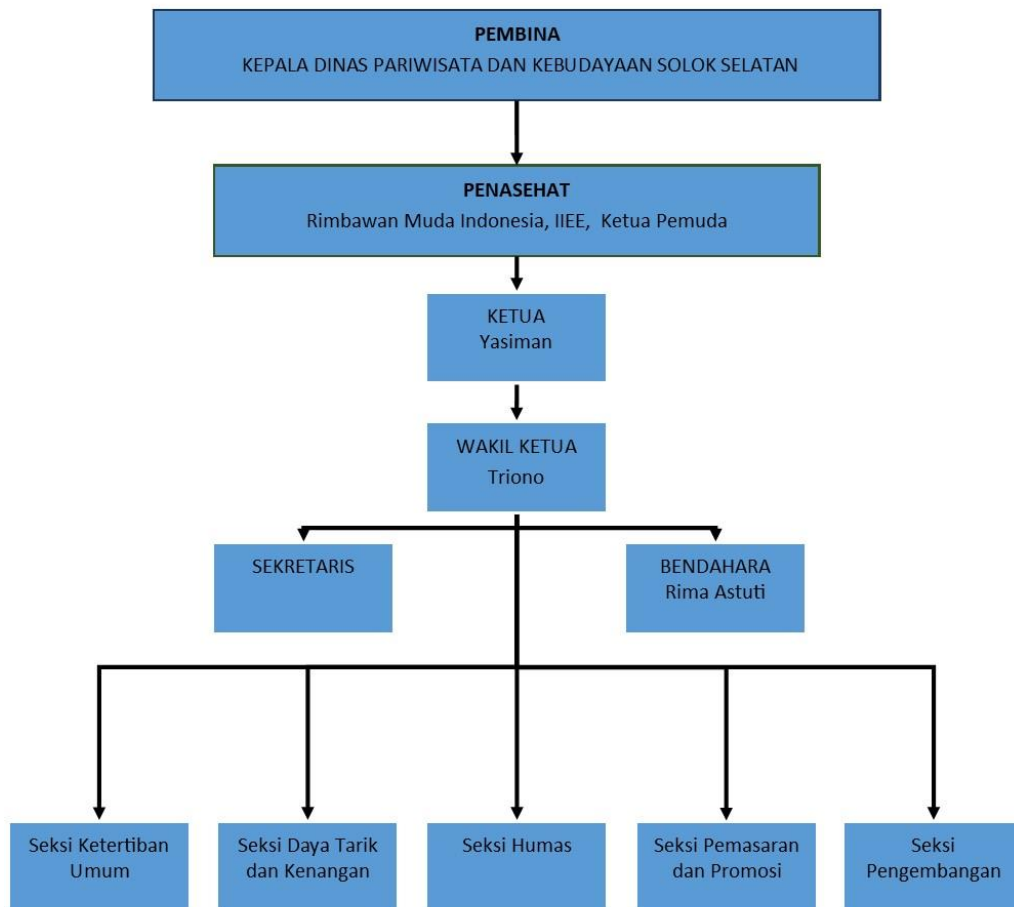 PEMBINA
KEPALA DINAS PARIWISATA DAN KEBUDAYAAN SOLOK SELATAN
PENASEHAT
Rimbawan Muda Indonesia, IIEE, Ketua Pemuda
KETUA
Yasiman
WAKIL KETUA
Triono
SEKRETARIS
BENDAHARA
Rima Astuti
Seksi Ketertiban
Umum
Seksi Daya Tarik
dan Kenangan
Seksi Humas
Seksi Pemasaran
dan Promosi
Seksi
Pengembangan